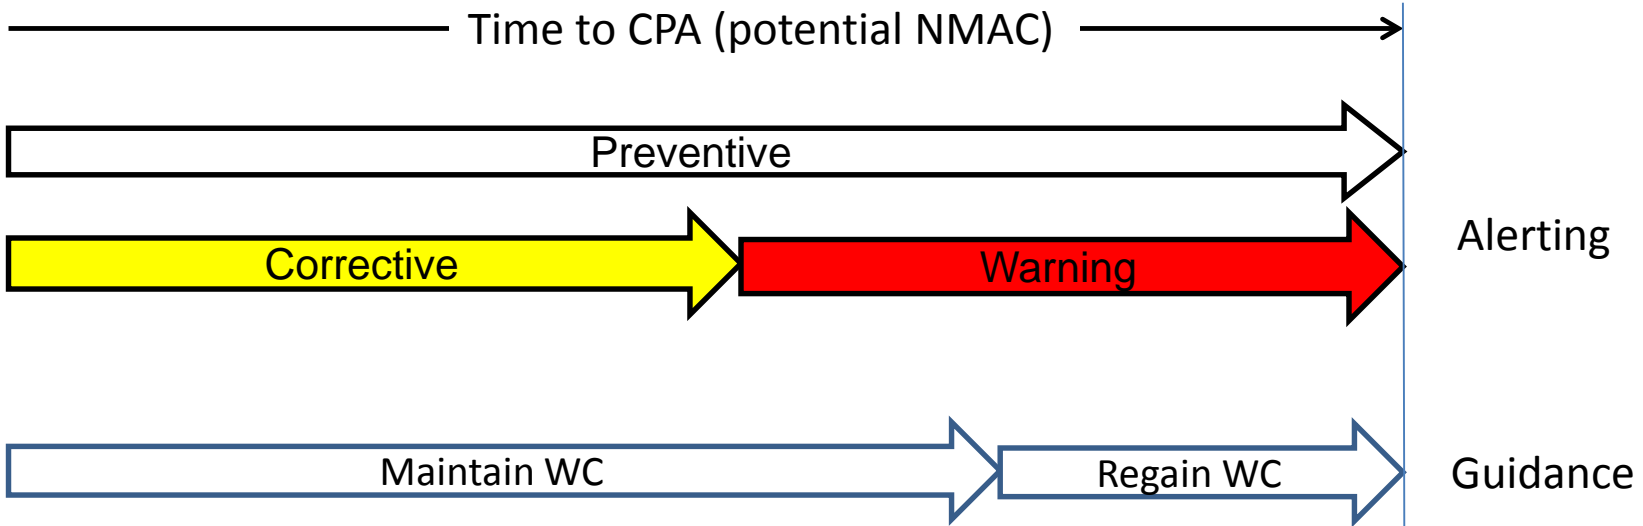 Time to CPA (potential NMAC)
Preventive
Alerting
Corrective
Warning
Maintain WC
Regain WC
Guidance